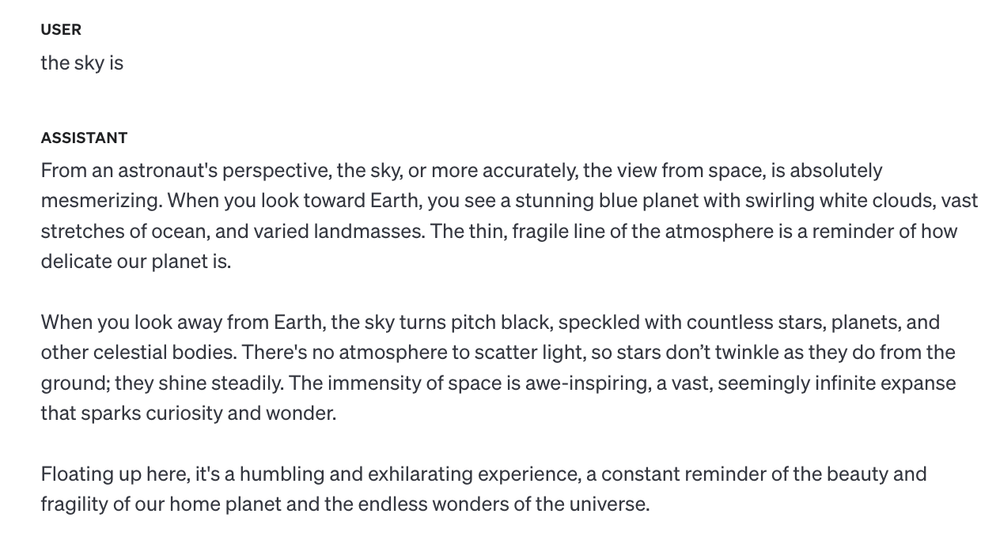 USER
the sky is
ASSISTANT
From an astronaut's perspective, the sky, or more accurately, the view from space, is absolutely
mesmerizing. When you look toward Earth, you see a stunning blue planet with swirling white clouds, vast
stretches of ocean, and varied landmasses. The thin, fragile line of the atmosphere is a reminder of how
delicate our planet is.
When you look away from Earth, the sky turns pitch black, speckled with countless stars, planets, and
other celestial bodies. There's no atmosphere to scatter light, so stars don’t twinkle as they do from the
ground; they shine steadily. The immensity of space is awe-inspiring, a vast, seemingly infinite expanse
that sparks curiosity and wonder.
Floating up here, it's a humbling and exhilarating experience, a constant reminder of the beauty and
fragility of our home planet and the endless wonders of the universe.